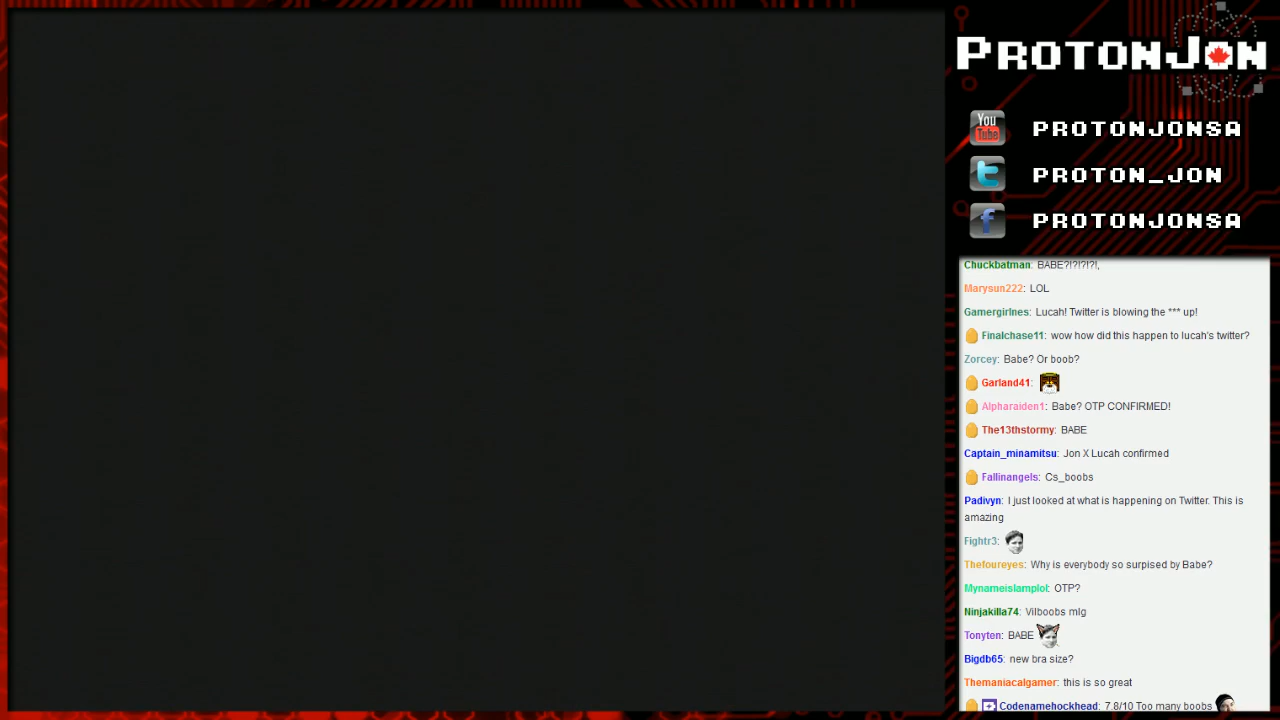 PROTONJON
You
Tube
PROTONJONSA
PROTON_JON
PROTONJONSA
Chuckbatman: BABE?!?!?!?!,
Marysun222: LOL
Gamergirlnes: Lucah! Twitter is blowing the *** up!
Finalchase11: wow how did this happen to lucah's twitter?
Zorcey: Babe? Or boob?
Garland41:
Alpharaiden1: Babe? OTP CONFIRMED!
The13thstormy: BABE
Captain_minamitsu: Jon X Lucah confirmed
Fallinangels: Cs_boobs
Padivyn: I just looked at what is happening on Twitter. This is
amazing
Fightr3:
Thefoureyes: Why is everybody so surpised by Babe?
Mynameislamplol: OTP?
Ninjakilla74: Vilboobs mlg
Tonyten: BABE
Bigdb65: new bra size?
Themaniacalgamer: this is so great
Codenamehockhead: 7.8/10 Too many boobs